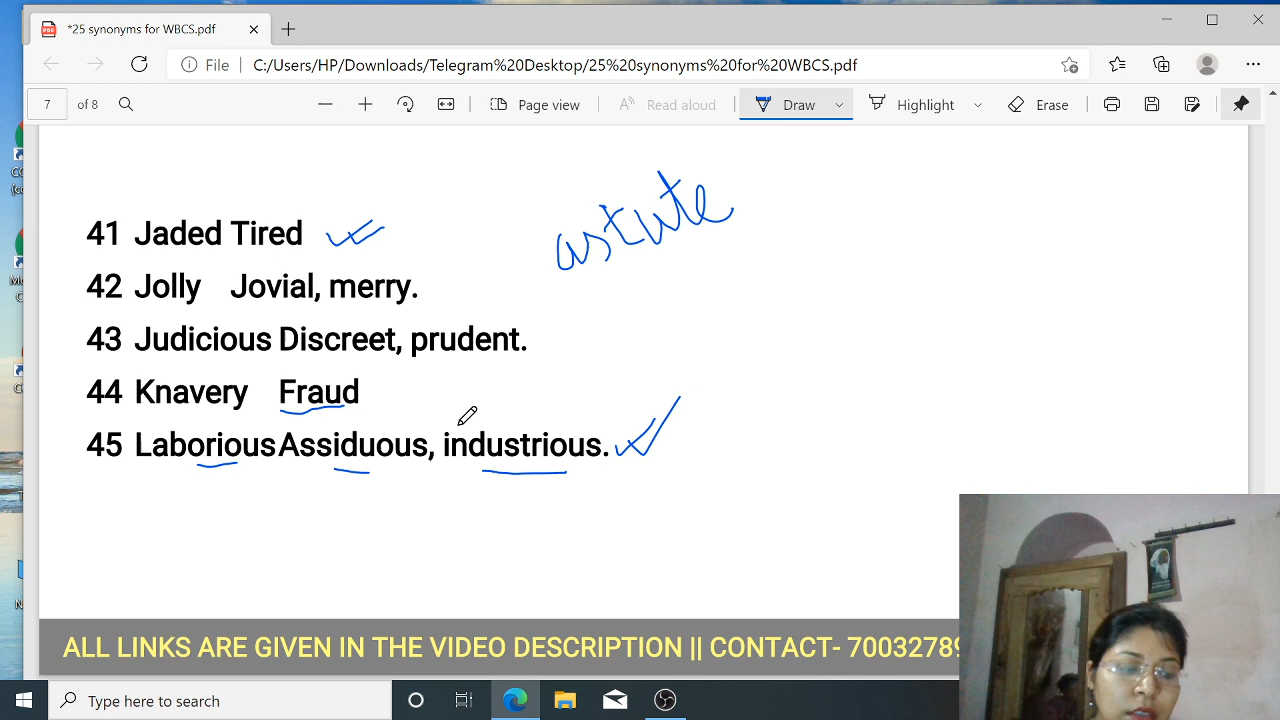 *25 synonyms for WBCS.pdf
File C:/Users/HP/Downloads/Telegram%20Desktop/25%20synonyms%20for%20WBCS.pdf
7 of 8 Page view Read aloud Draw Highlight Erase
astute
41 Jaded Tired
42 Jolly Jovial, merry.
43 Judicious Discreet, prudent.
44 Knavery Fraud
45 Laborious Assiduous, industrious.
ALL LINKS ARE GIVEN IN THE VIDEO DESCRIPTION || CONTACT- 70032789
Type here to search